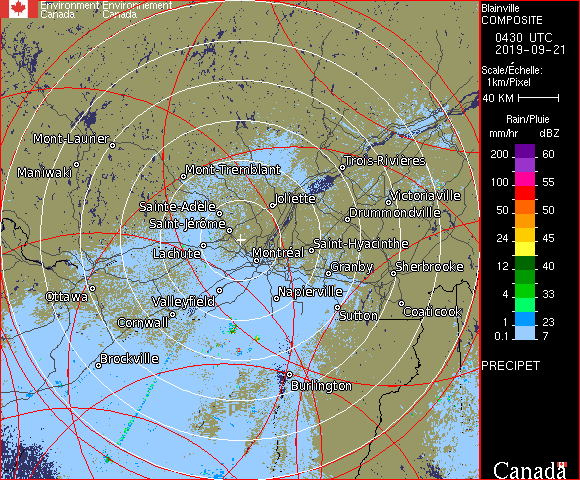 Environment Environnement
Canada Canada
Blainville
COMPOSITE
0430 UTC
2019-09-21
Scale/Échelle:
1km/Pixel
40 KM
Rain/Pluie
mm/hr dBZ
200 60
100 55
50 50
24 45
12 40
4 33
1 23
0.1 7
PRECIPET
Mont-Laurier
Maniwaki
Mont-Tremblant
Trois-Rivières
Joliette
Victoriaville
Sainte-Adèle
Drummondville
Saint-Jérôme
Saint-Hyacinthe
Lachute
Montréal
Granby
Sherbrooke
Ottawa
Valleyfield
Napierville
Coaticook
Cornwall
Sutton
Brockville
Burlington
Canada